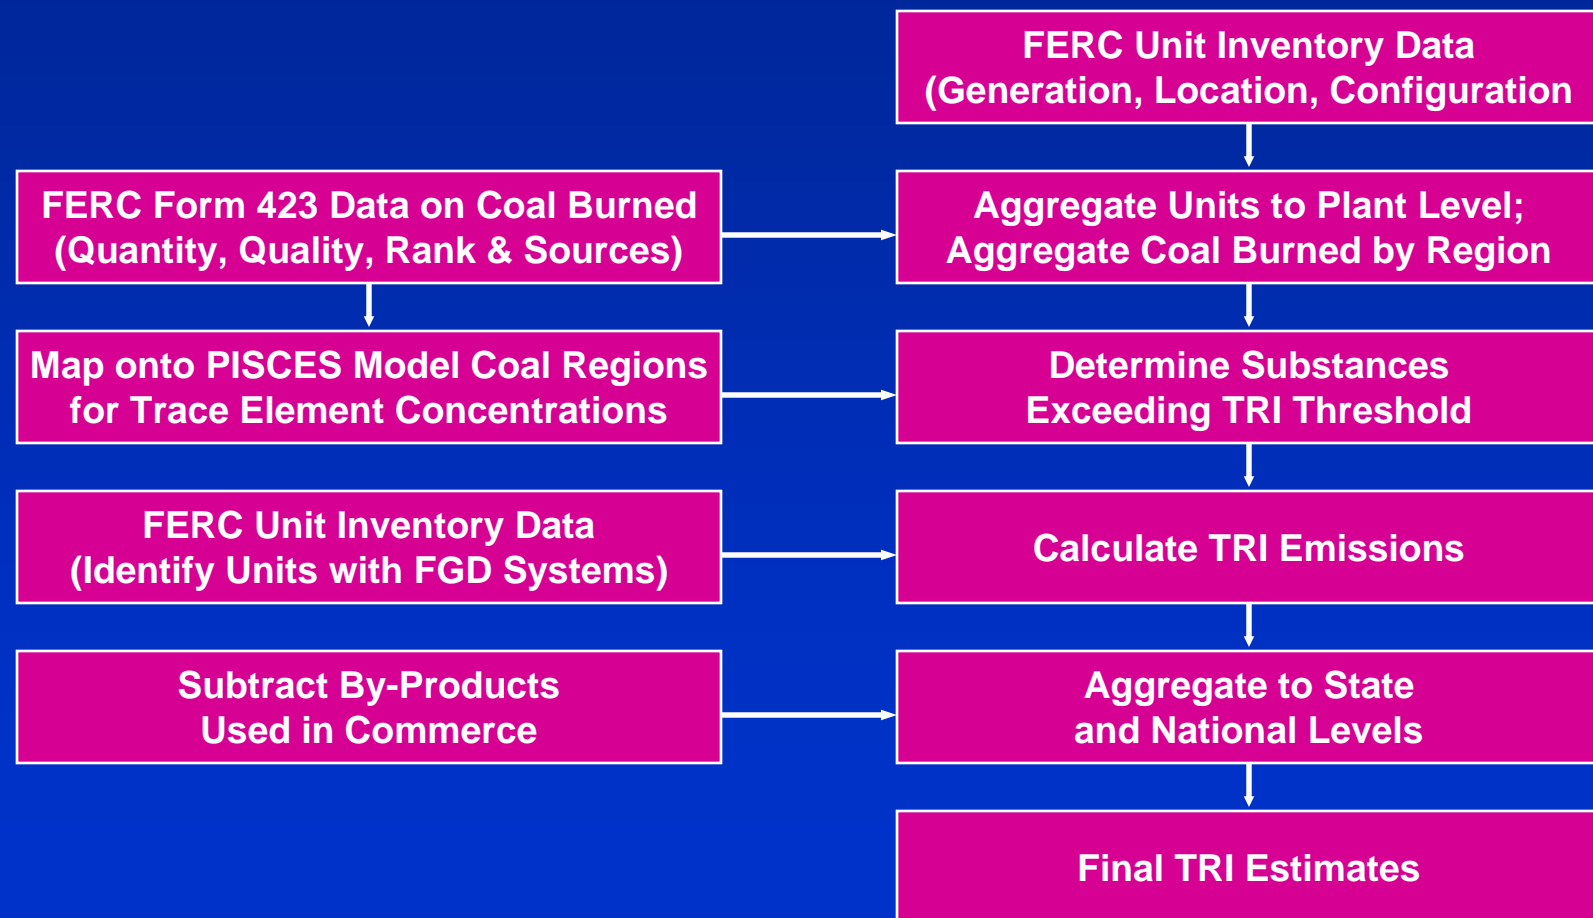 FERC Unit Inventory Data
(Generation, Location, Configuration
FERC Form 423 Data on Coal Burned
(Quantity, Quality, Rank & Sources)
Aggregate Units to Plant Level;
Aggregate Coal Burned by Region
Map onto PISCES Model Coal Regions
for Trace Element Concentrations
Determine Substances
Exceeding TRI Threshold
FERC Unit Inventory Data
(Identify Units with FGD Systems)
Calculate TRI Emissions
Subtract By-Products
Used in Commerce
Aggregate to State
and National Levels
Final TRI Estimates